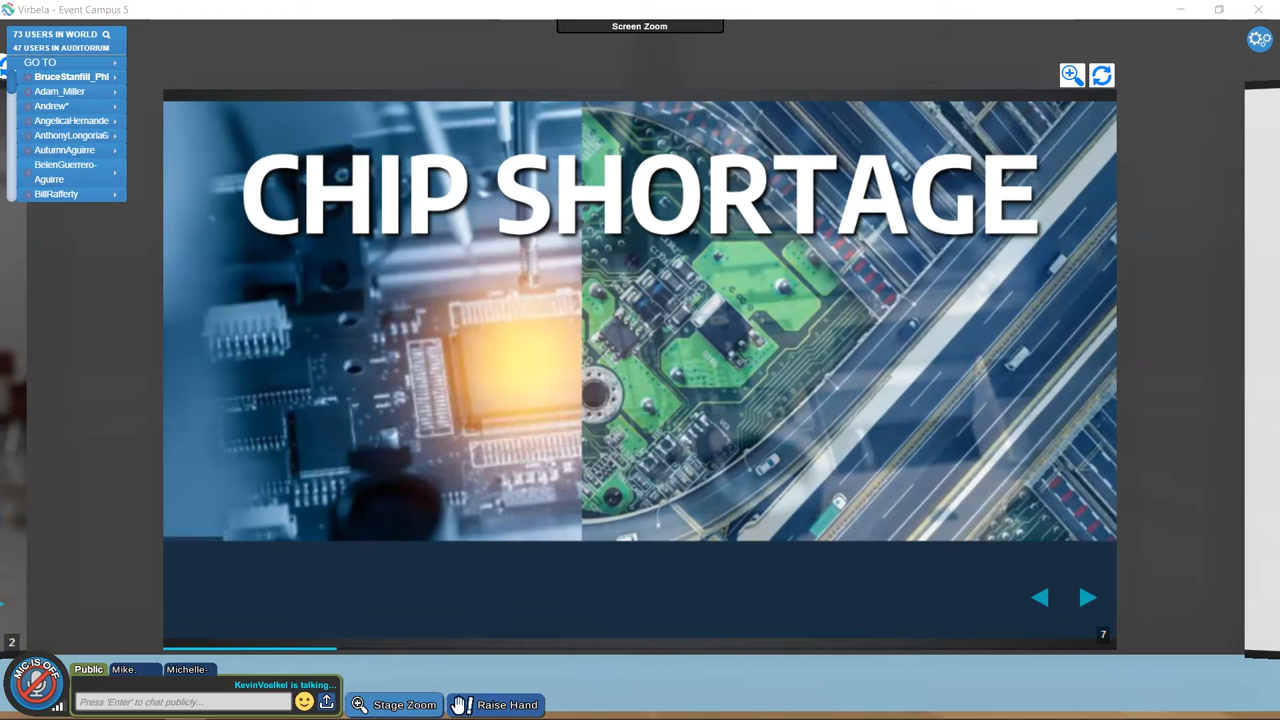 Virbela - Event Campus 5
Screen Zoom
73 USERS IN WORLD
47 USERS IN AUDITORIUM
GO TO
BruceStanfill_Phi
Adam_Miller
Andrew*
AngelicaHernande
AnthonyLongoria6
AutumnAguirre
BelenGuerrero-
Aguirre
BillRafferty
CHIP SHORTAGE
7
2
MIC IS OFF
Public
Mike.
Michelle-
KevinVoelkel is talking...
Press 'Enter' to chat publicly...
Stage Zoom
Raise Hand